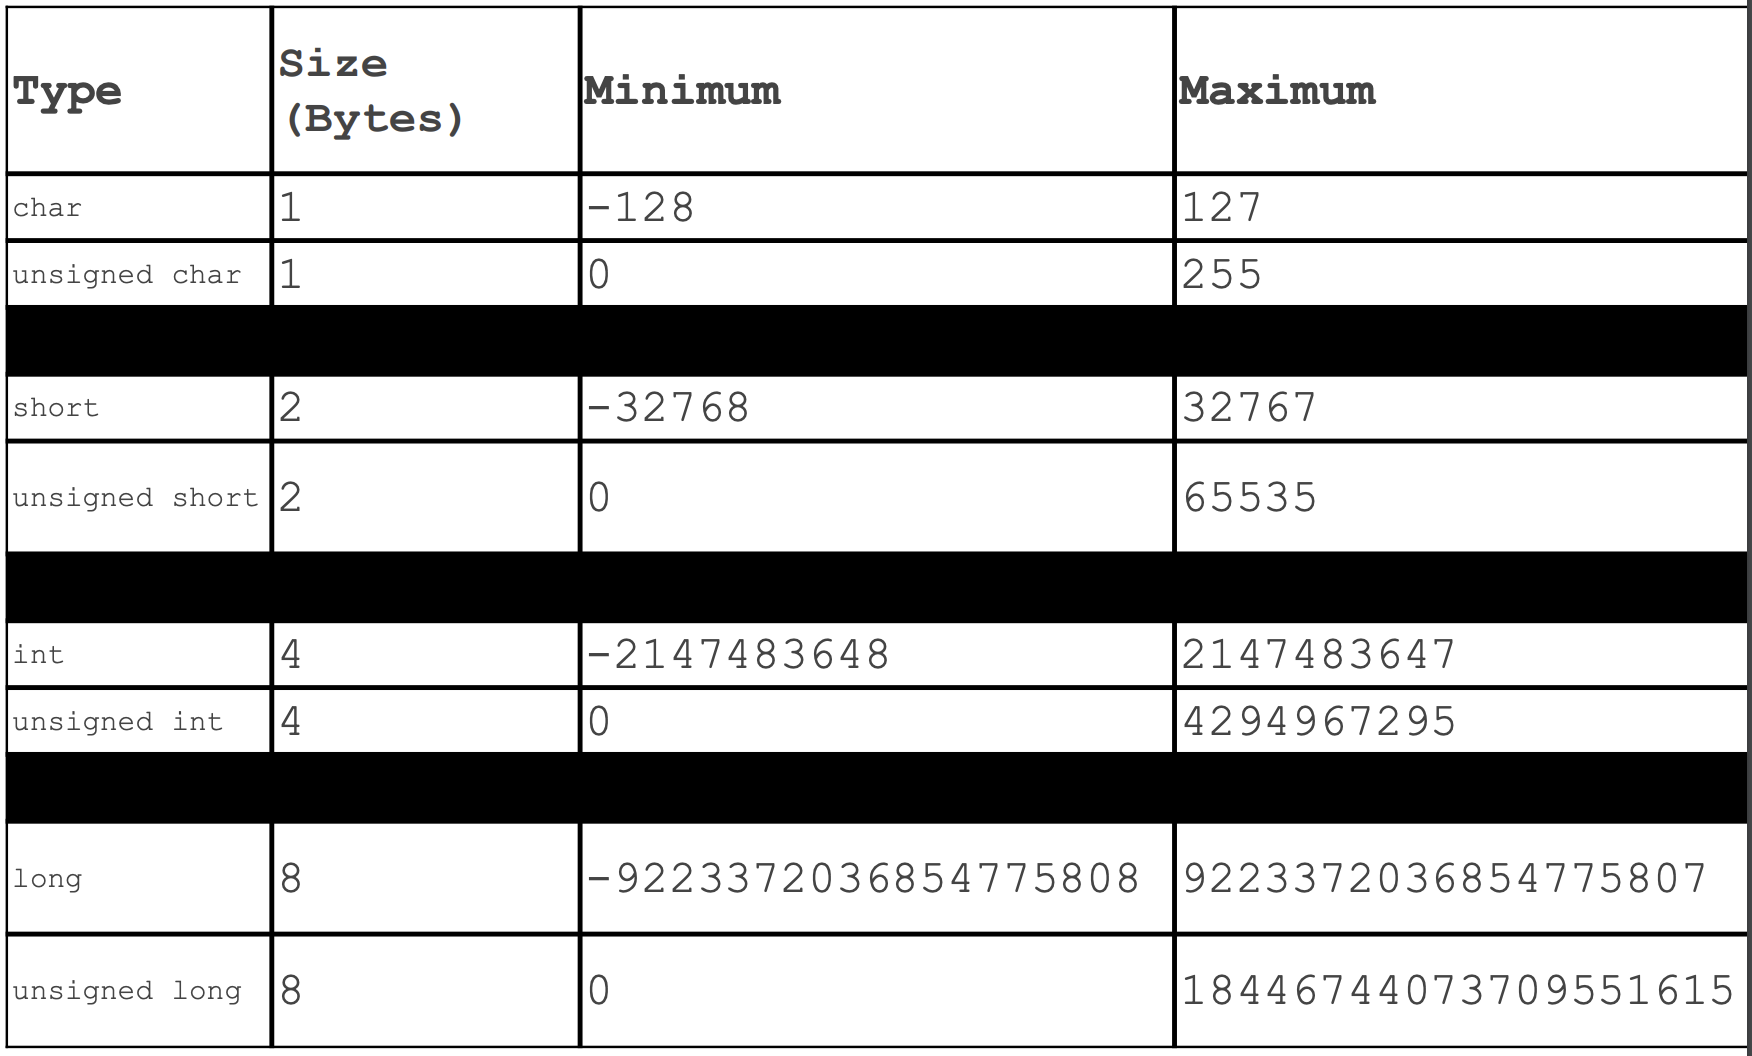 Type Size (Bytes) Minimum Maximum
char 1 -128 127
unsigned char 1 0 255
short 2 -32768 32767
unsigned short 2 0 65535
int 4 -2147483648 2147483647
unsigned int 4 0 4294967295
long 8 -9223372036854775808 9223372036854775807
unsigned long 8 0 18446744073709551615